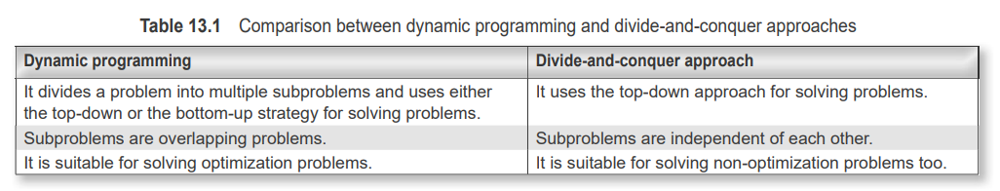 Table 13.1 Comparison between dynamic programming and divide-and-conquer approaches
Dynamic programming
Divide-and-conquer approach
It divides a problem into multiple subproblems and uses either
the top-down or the bottom-up strategy for solving problems.
It uses the top-down approach for solving problems.
Subproblems are overlapping problems.
Subproblems are independent of each other.
It is suitable for solving optimization problems.
It is suitable for solving non-optimization problems too.